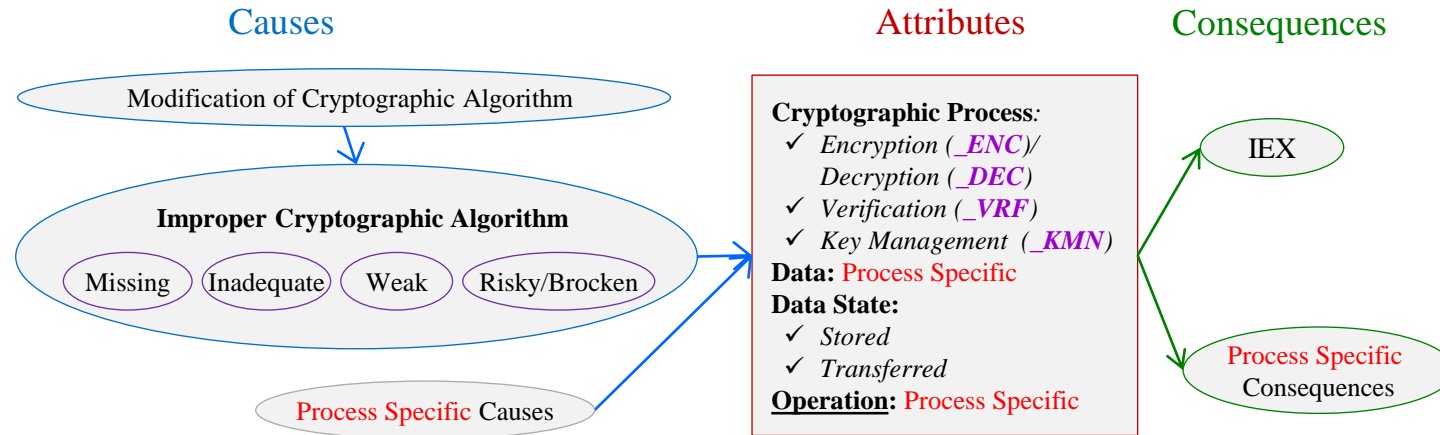 Causes
Attributes
Consequences
Modification of Cryptographic Algorithm
Improper Cryptographic Algorithm
Missing
Inadequate
Weak
Risky/Brocken
Process Specific Causes
Cryptographic Process:
✓ Encryption (_ENC)/
Decryption (_DEC)
✓ Verification (_VRF)
✓ Key Management (_KMN)
Data: Process Specific
Data State:
✓ Stored
✓ Transferred
Operation: Process Specific
IEX
Process Specific
Consequences